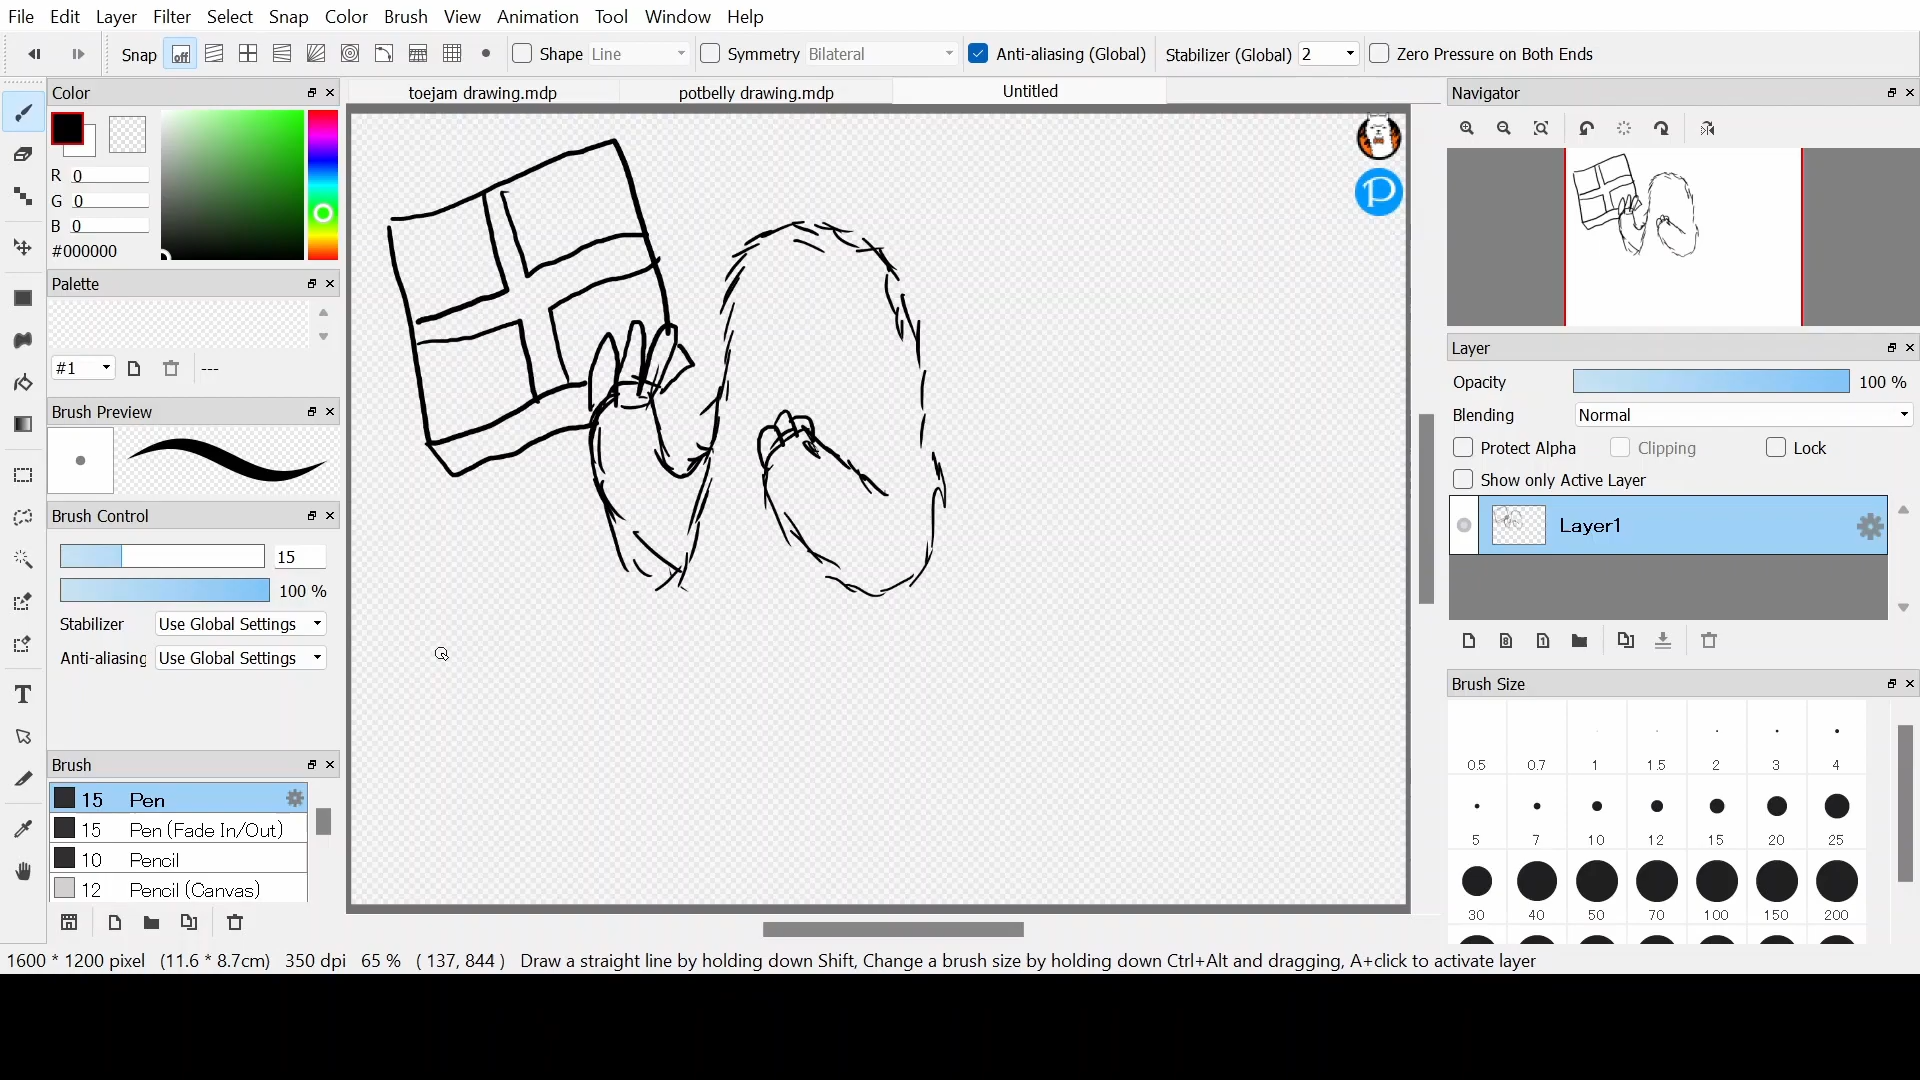 File Edit Layer Filter Select Snap Color Brush View Animation Tool Window Help
Snap off Shape Line Symmetry Bilateral Anti-aliasing (Global) Stabilizer (Global) 2 Zero Pressure on Both Ends
Color
R 0
G 0
B 0
#000000
Palette
#1 ---
Brush Preview
Brush Control
15
100 %
Stabilizer Use Global Settings
Anti-aliasing Use Global Settings
Brush
15 Pen
15 Pen (Fade In/Out)
10 Pencil
12 Pencil (Canvas)
toejam drawing.mdp potbelly drawing.mdp Untitled
P
Navigator
Layer
Opacity 100 %
Blending Normal
Protect Alpha Clipping Lock
Show only Active Layer
Layer1
8 1
Brush Size
0.5 0.7 1 1.5 2 3 4
5 7 10 12 15 20 25
30 40 50 70 100 150 200
1600 * 1200 pixel (11.6 * 8.7cm) 350 dpi 65 % ( 137, 844 ) Draw a straight line by holding down Shift, Change a brush size by holding down Ctrl+Alt and dragging, A+click to activate layer